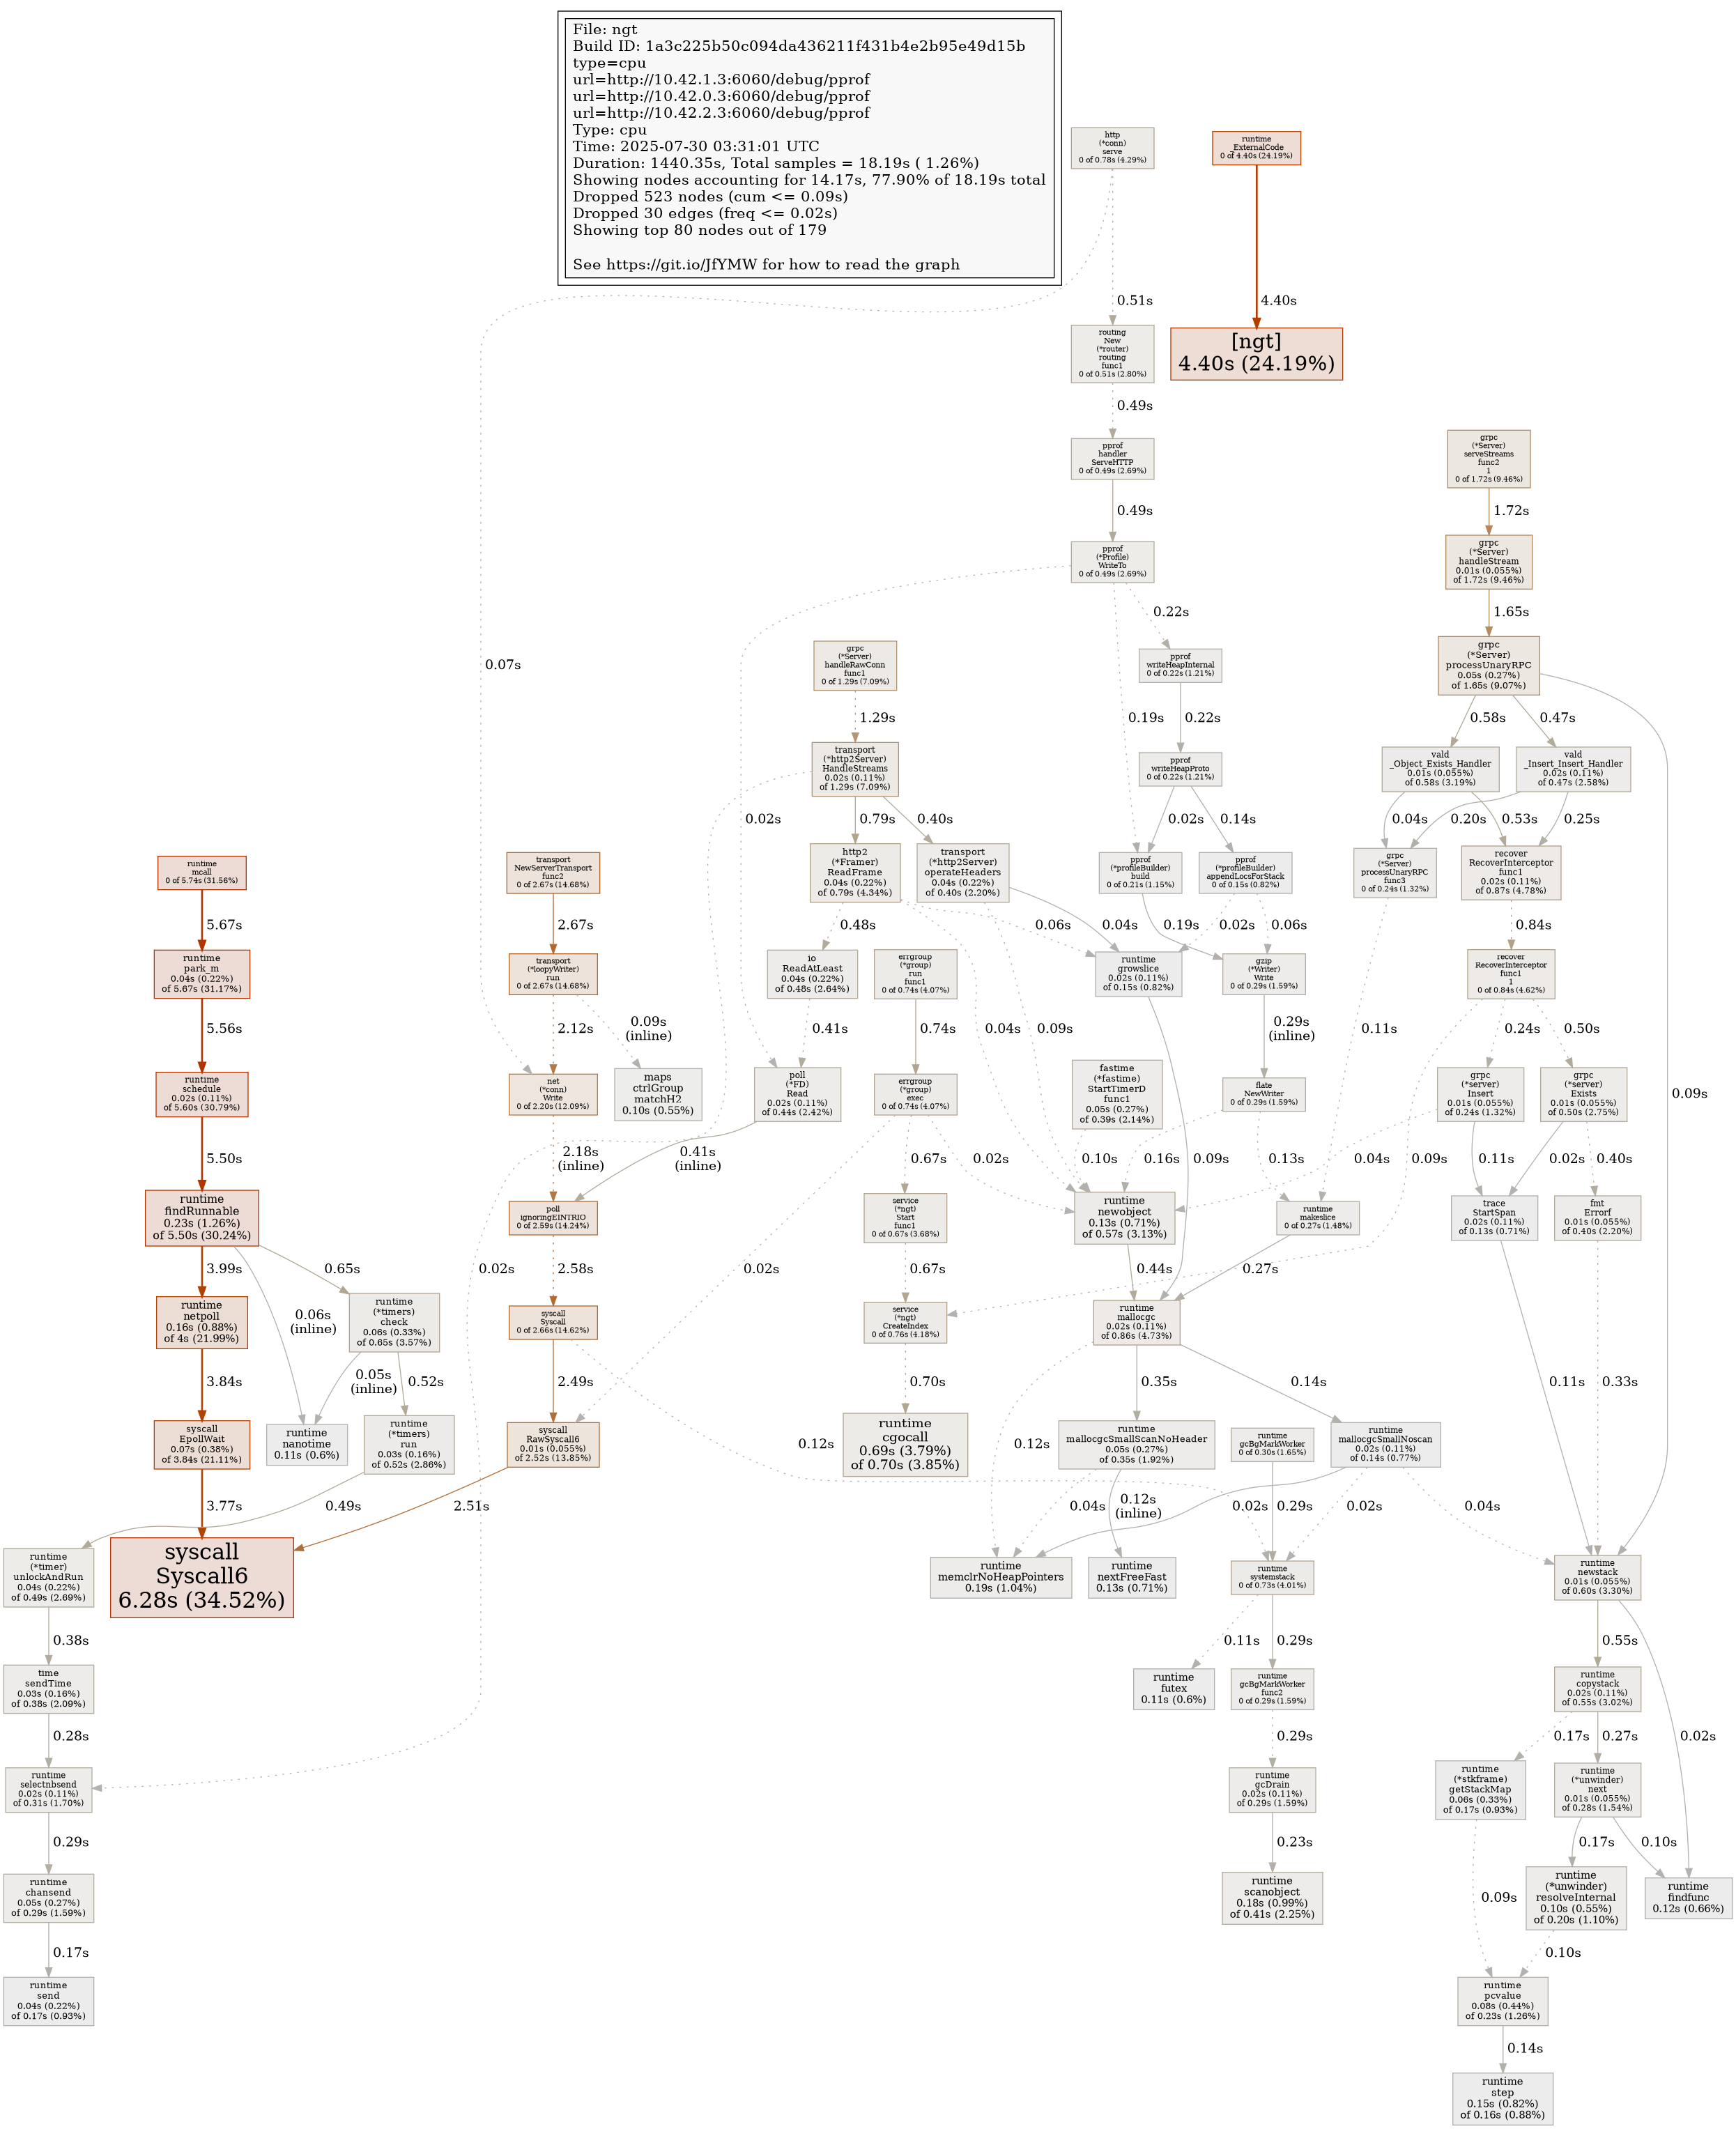 File: ngt
Build ID: 1a3c225b50c094da436211f431b4e2b95e49d15b
type=cpu
url=http://10.42.1.3:6060/debug/pprof
url=http://10.42.0.3:6060/debug/pprof
url=http://10.42.2.3:6060/debug/pprof
Type: cpu
Time: 2025-07-30 03:31:01 UTC
Duration: 1440.35s, Total samples = 18.19s ( 1.26%)
Showing nodes accounting for 14.17s, 77.90% of 18.19s total
Dropped 523 nodes (cum <= 0.09s)
Dropped 30 edges (freq <= 0.02s)
Showing top 80 nodes out of 179
See https://git.io/JfYMW for how to read the graph
http
(*conn)
serve
0 of 0.78s (4.29%)
runtime
_ExternalCode
0 of 4.40s (24.19%)
0.51s
4.40s
routing
New
(*router)
routing
func1
0 of 0.51s (2.80%)
[ngt]
4.40s (24.19%)
0.49s
pprof
handler
ServeHTTP
0 of 0.49s (2.69%)
grpc
(*Server)
serveStreams
func2
1
0 of 1.72s (9.46%)
0.49s
1.72s
pprof
(*Profile)
WriteTo
0 of 0.49s (2.69%)
grpc
(*Server)
handleStream
0.01s (0.055%)
of 1.72s (9.46%)
0.22s
1.65s
0.07s
grpc
(*Server)
handleRawConn
func1
0 of 1.29s (7.09%)
pprof
writeHeapInternal
0 of 0.22s (1.21%)
grpc
(*Server)
processUnaryRPC
0.05s (0.27%)
of 1.65s (9.07%)
1.29s
0.19s
0.22s
0.58s
0.47s
transport
(*http2Server)
HandleStreams
0.02s (0.11%)
of 1.29s (7.09%)
pprof
writeHeapProto
0 of 0.22s (1.21%)
vald
_Object_Exists_Handler
0.01s (0.055%)
of 0.58s (3.19%)
vald
_Insert_Insert_Handler
0.02s (0.11%)
of 0.47s (2.58%)
0.02s
0.79s
0.40s
0.02s
0.14s
0.04s
0.20s
0.53s
0.25s
runtime
mcall
0 of 5.74s (31.56%)
transport
NewServerTransport
func2
0 of 2.67s (14.68%)
http2
(*Framer)
ReadFrame
0.04s (0.22%)
of 0.79s (4.34%)
transport
(*http2Server)
operateHeaders
0.04s (0.22%)
of 0.40s (2.20%)
pprof
(*profileBuilder)
build
0 of 0.21s (1.15%)
pprof
(*profileBuilder)
appendLocsForStack
0 of 0.15s (0.82%)
grpc
(*Server)
processUnaryRPC
func3
0 of 0.24s (1.32%)
recover
RecoverInterceptor
func1
0.02s (0.11%)
of 0.87s (4.78%)
5.67s
2.67s
0.48s
0.06s
0.04s
0.02s
0.19s
0.06s
0.84s
runtime
park_m
0.04s (0.22%)
of 5.67s (31.17%)
transport
(*loopyWriter)
run
0 of 2.67s (14.68%)
io
ReadAtLeast
0.04s (0.22%)
of 0.48s (2.64%)
errgroup
(*group)
run
func1
0 of 0.74s (4.07%)
runtime
growslice
0.02s (0.11%)
of 0.15s (0.82%)
gzip
(*Writer)
Write
0 of 0.29s (1.59%)
recover
RecoverInterceptor
func1
1
0 of 0.84s (4.62%)
5.56s
2.12s
0.09s
(inline)
0.41s
0.74s
0.04s
0.09s
0.29s
(inline)
0.11s
0.24s
0.50s
0.09s
runtime
schedule
0.02s (0.11%)
of 5.60s (30.79%)
net
(*conn)
Write
0 of 2.20s (12.09%)
maps
ctrlGroup
matchH2
0.10s (0.55%)
poll
(*FD)
Read
0.02s (0.11%)
of 0.44s (2.42%)
errgroup
(*group)
exec
0 of 0.74s (4.07%)
fastime
(*fastime)
StartTimerD
func1
0.05s (0.27%)
of 0.39s (2.14%)
flate
NewWriter
0 of 0.29s (1.59%)
grpc
(*server)
Insert
0.01s (0.055%)
of 0.24s (1.32%)
grpc
(*server)
Exists
0.01s (0.055%)
of 0.50s (2.75%)
5.50s
2.18s
(inline)
0.41s
(inline)
0.67s
0.02s
0.10s
0.09s
0.16s
0.13s
0.04s
0.09s
0.11s
0.02s
0.40s
runtime
findRunnable
0.23s (1.26%)
of 5.50s (30.24%)
poll
ignoringEINTRIO
0 of 2.59s (14.24%)
service
(*ngt)
Start
func1
0 of 0.67s (3.68%)
runtime
newobject
0.13s (0.71%)
of 0.57s (3.13%)
runtime
makeslice
0 of 0.27s (1.48%)
trace
StartSpan
0.02s (0.11%)
of 0.13s (0.71%)
fmt
Errorf
0.01s (0.055%)
of 0.40s (2.20%)
3.99s
0.65s
0.02s
2.58s
0.02s
0.67s
0.44s
0.27s
0.06s
(inline)
runtime
netpoll
0.16s (0.88%)
of 4s (21.99%)
runtime
(*timers)
check
0.06s (0.33%)
of 0.65s (3.57%)
syscall
Syscall
0 of 2.66s (14.62%)
service
(*ngt)
CreateIndex
0 of 0.76s (4.18%)
runtime
mallocgc
0.02s (0.11%)
of 0.86s (4.73%)
3.84s
0.05s
(inline)
0.52s
2.49s
0.70s
0.35s
0.14s
0.11s
0.33s
syscall
EpollWait
0.07s (0.38%)
of 3.84s (21.11%)
runtime
nanotime
0.11s (0.6%)
runtime
(*timers)
run
0.03s (0.16%)
of 0.52s (2.86%)
syscall
RawSyscall6
0.01s (0.055%)
of 2.52s (13.85%)
0.12s
runtime
cgocall
0.69s (3.79%)
of 0.70s (3.85%)
0.12s
runtime
mallocgcSmallScanNoHeader
0.05s (0.27%)
of 0.35s (1.92%)
runtime
gcBgMarkWorker
0 of 0.30s (1.65%)
runtime
mallocgcSmallNoscan
0.02s (0.11%)
of 0.14s (0.77%)
3.77s
0.49s
2.51s
0.04s
0.12s
(inline)
0.02s
0.29s
0.02s
0.04s
runtime
(*timer)
unlockAndRun
0.04s (0.22%)
of 0.49s (2.69%)
syscall
Syscall6
6.28s (34.52%)
runtime
memclrNoHeapPointers
0.19s (1.04%)
runtime
nextFreeFast
0.13s (0.71%)
runtime
systemstack
0 of 0.73s (4.01%)
runtime
newstack
0.01s (0.055%)
of 0.60s (3.30%)
0.38s
0.11s
0.29s
0.55s
time
sendTime
0.03s (0.16%)
of 0.38s (2.09%)
runtime
futex
0.11s (0.6%)
runtime
gcBgMarkWorker
func2
0 of 0.29s (1.59%)
runtime
copystack
0.02s (0.11%)
of 0.55s (3.02%)
0.28s
0.29s
0.17s
0.27s
0.02s
runtime
selectnbsend
0.02s (0.11%)
of 0.31s (1.70%)
runtime
gcDrain
0.02s (0.11%)
of 0.29s (1.59%)
runtime
(*stkframe)
getStackMap
0.06s (0.33%)
of 0.17s (0.93%)
runtime
(*unwinder)
next
0.01s (0.055%)
of 0.28s (1.54%)
0.29s
0.23s
0.17s
0.10s
runtime
chansend
0.05s (0.27%)
of 0.29s (1.59%)
runtime
scanobject
0.18s (0.99%)
of 0.41s (2.25%)
0.09s
runtime
(*unwinder)
resolveInternal
0.10s (0.55%)
of 0.20s (1.10%)
runtime
findfunc
0.12s (0.66%)
0.17s
0.10s
runtime
send
0.04s (0.22%)
of 0.17s (0.93%)
runtime
pcvalue
0.08s (0.44%)
of 0.23s (1.26%)
0.14s
runtime
step
0.15s (0.82%)
of 0.16s (0.88%)